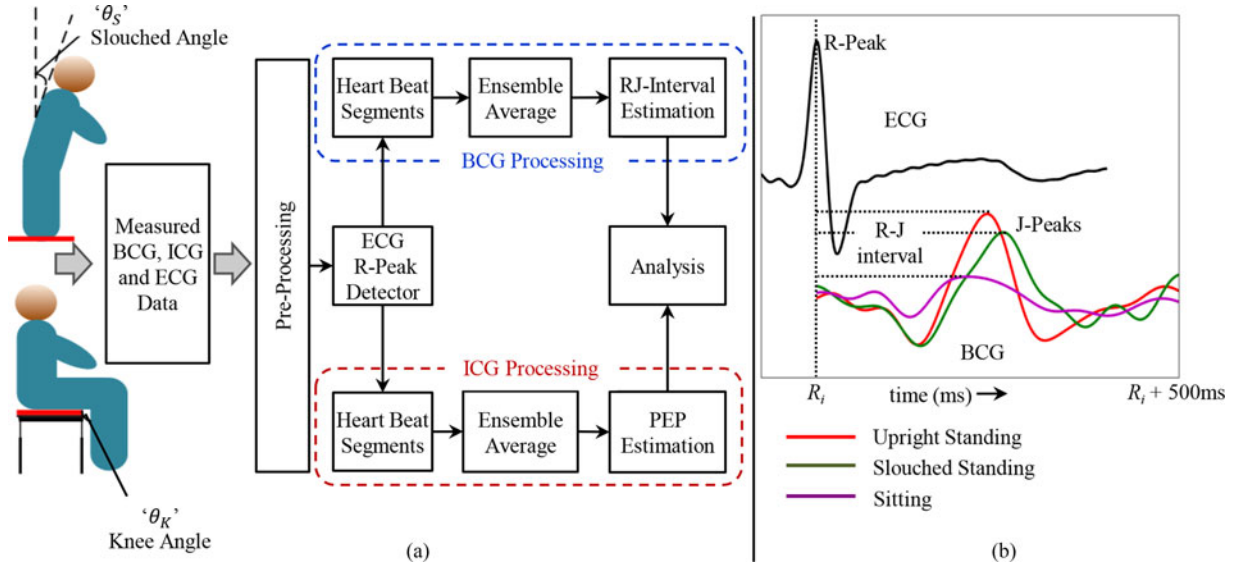 ‘θS’
Slouched Angle
Measured
BCG, ICG
and ECG
Data
‘θK’
Knee Angle
Pre-Processing
Heart Beat
Segments
Ensemble
Average
RJ-Interval
Estimation
BCG Processing
ECG
R-Peak
Detector
Analysis
ICG Processing
Heart Beat
Segments
Ensemble
Average
PEP
Estimation
(a)
R-Peak
ECG
R-J
interval
J-Peaks
BCG
Ri
time (ms)
Ri + 500ms
Upright Standing
Slouched Standing
Sitting
(b)